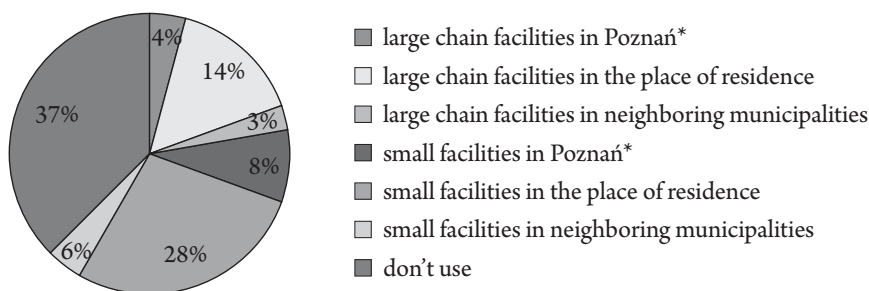 4%
14%
3%
8%
28%
6%
37%
large chain facilities in Poznań*
large chain facilities in the place of residence
large chain facilities in neighboring municipalities
small facilities in Poznań*
small facilities in the place of residence
small facilities in neighboring municipalities
don't use